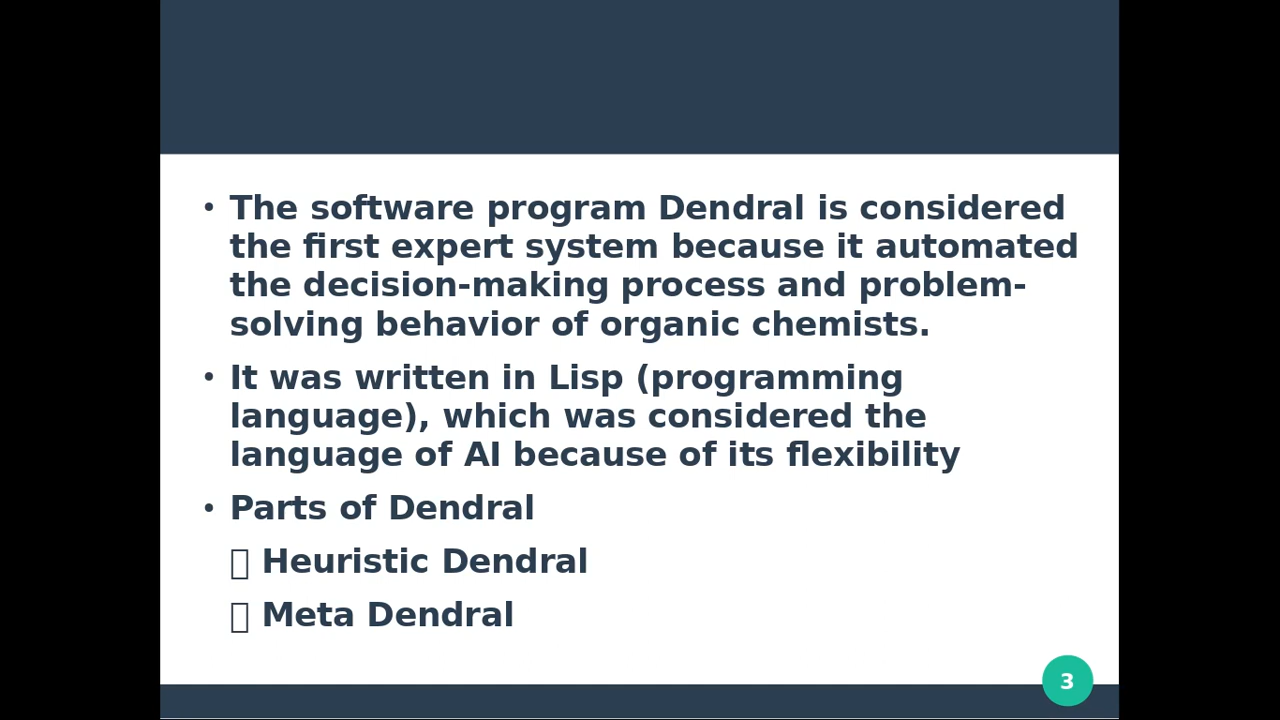 • The software program Dendral is considered
the first expert system because it automated
the decision-making process and problem-
solving behavior of organic chemists.
• It was written in Lisp (programming
language), which was considered the
language of AI because of its flexibility
• Parts of Dendral
Heuristic Dendral
Meta Dendral
3